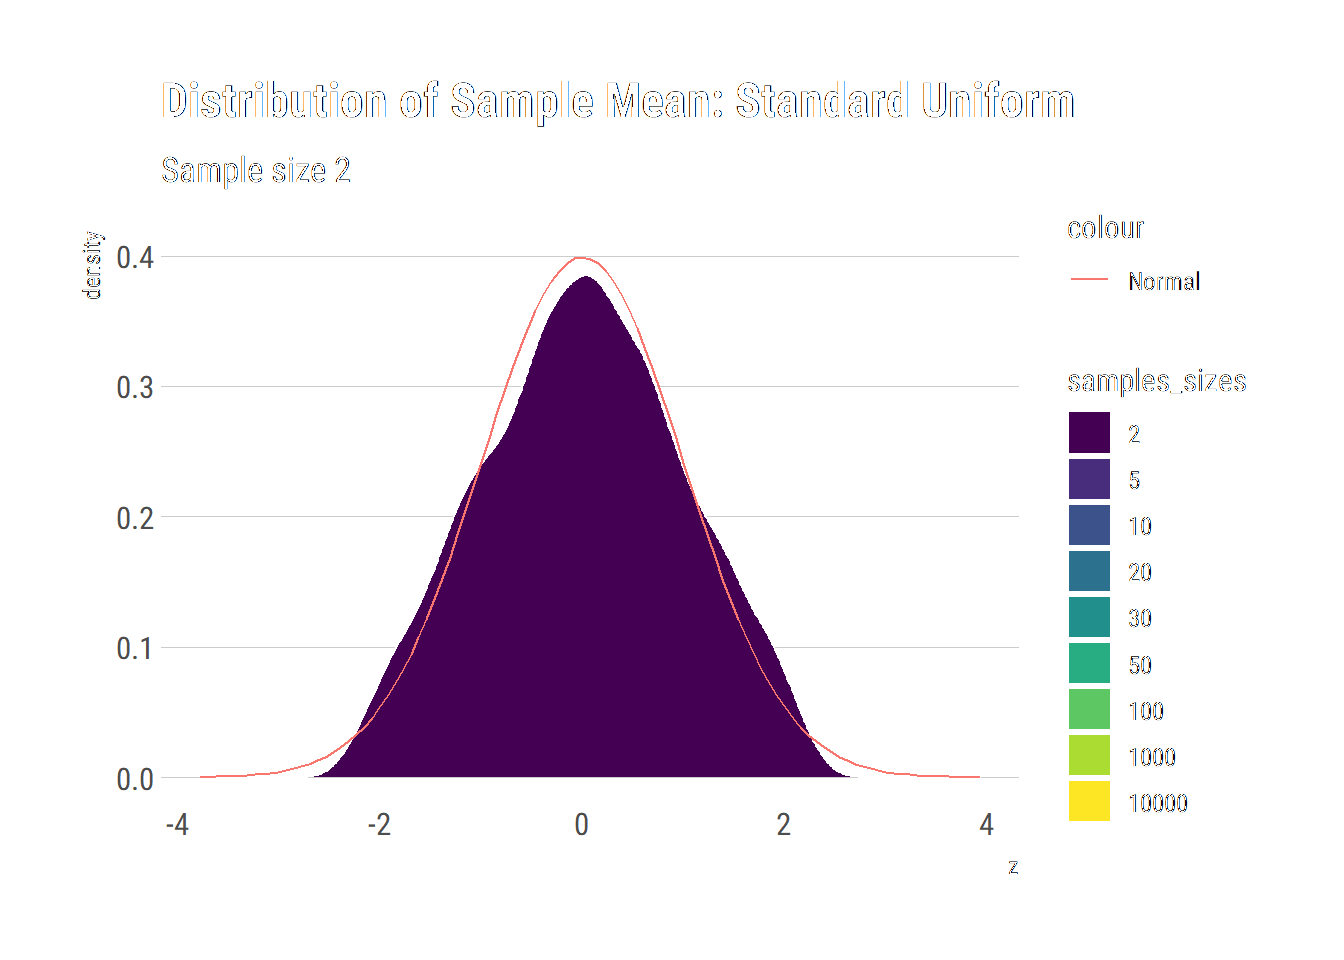 Distribution of Sample Mean: Standard Uniform
Sample size 2
density
0.4
0.3
0.2
0.1
0.0
-4 -2 0 2 4
z
colour
Normal
samples_sizes
2
5
10
20
30
50
100
1000
10000